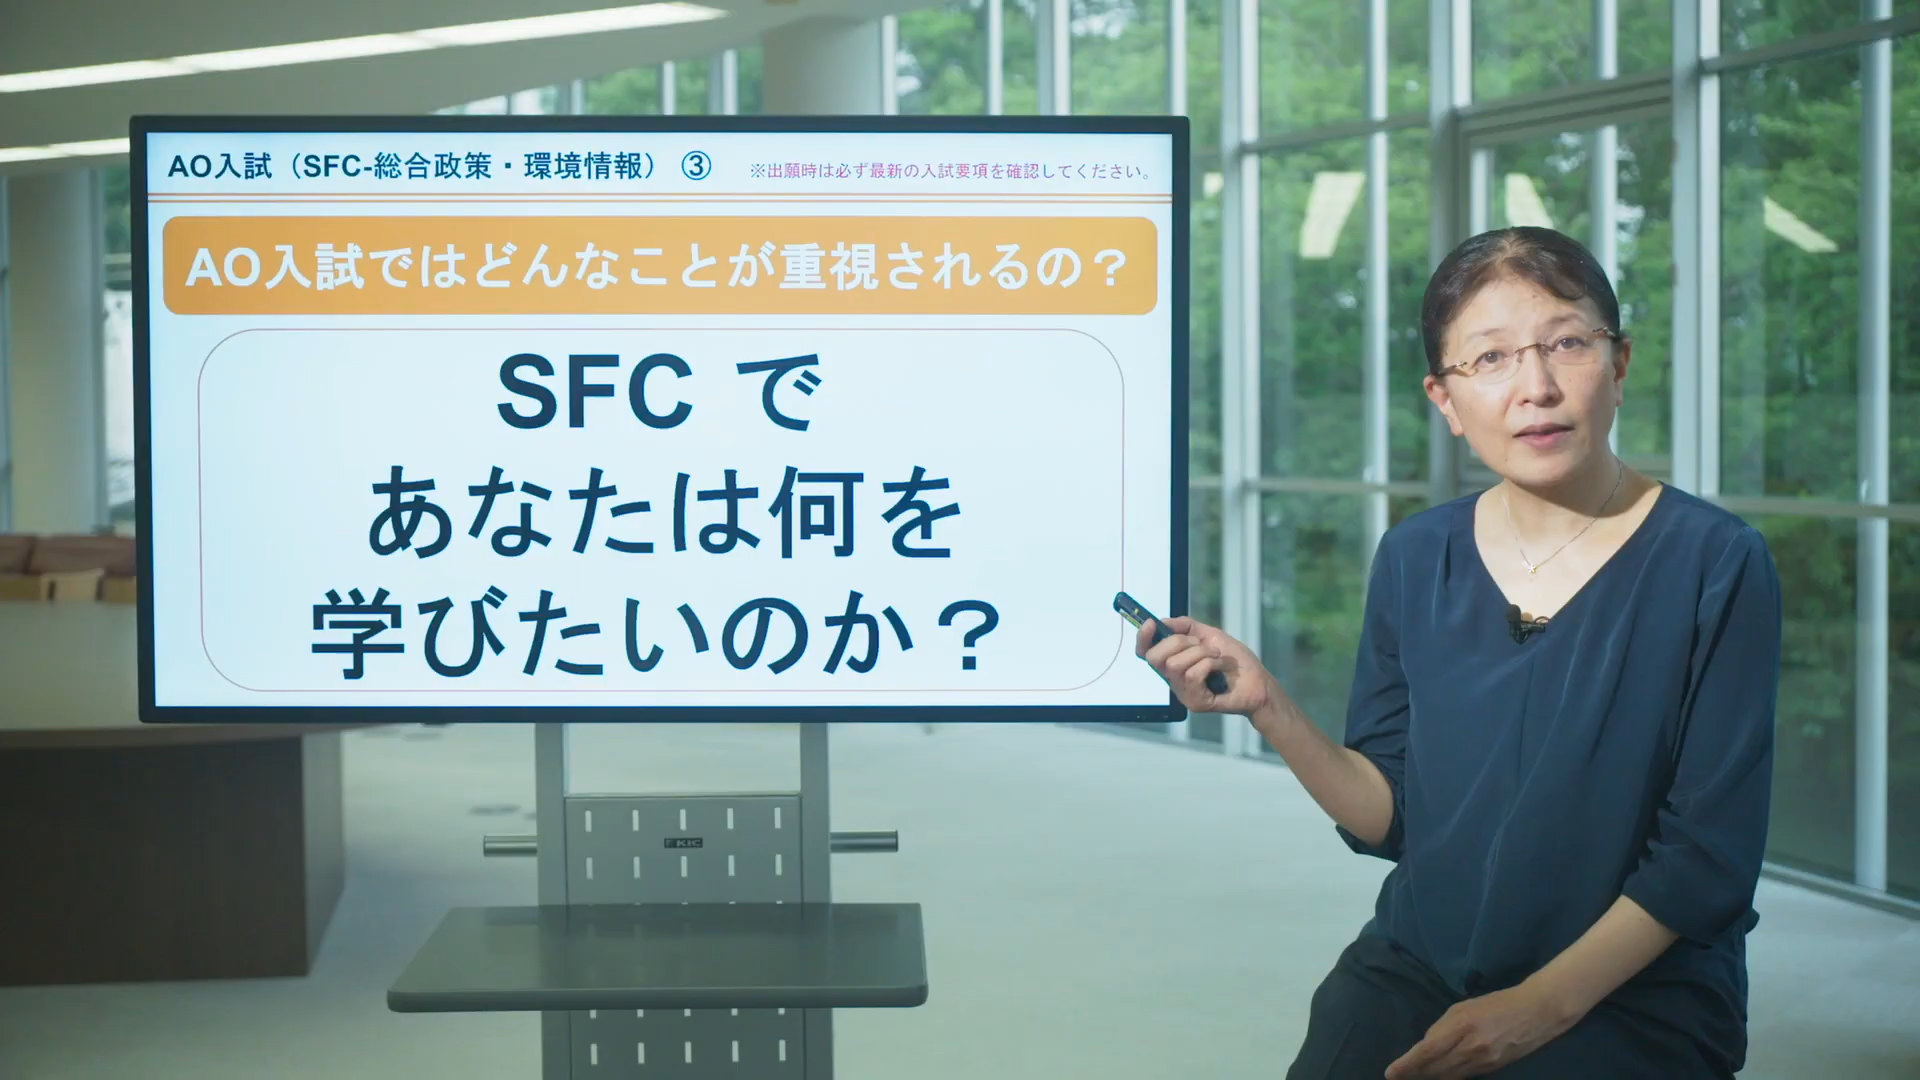 AO入試（SFC-総合政策・環境情報）③
※出願時は必ず最新の入試要項を確認してください。
AO入試ではどんなことが重視されるの？
SFC で
あなたは何を
学びたいのか？